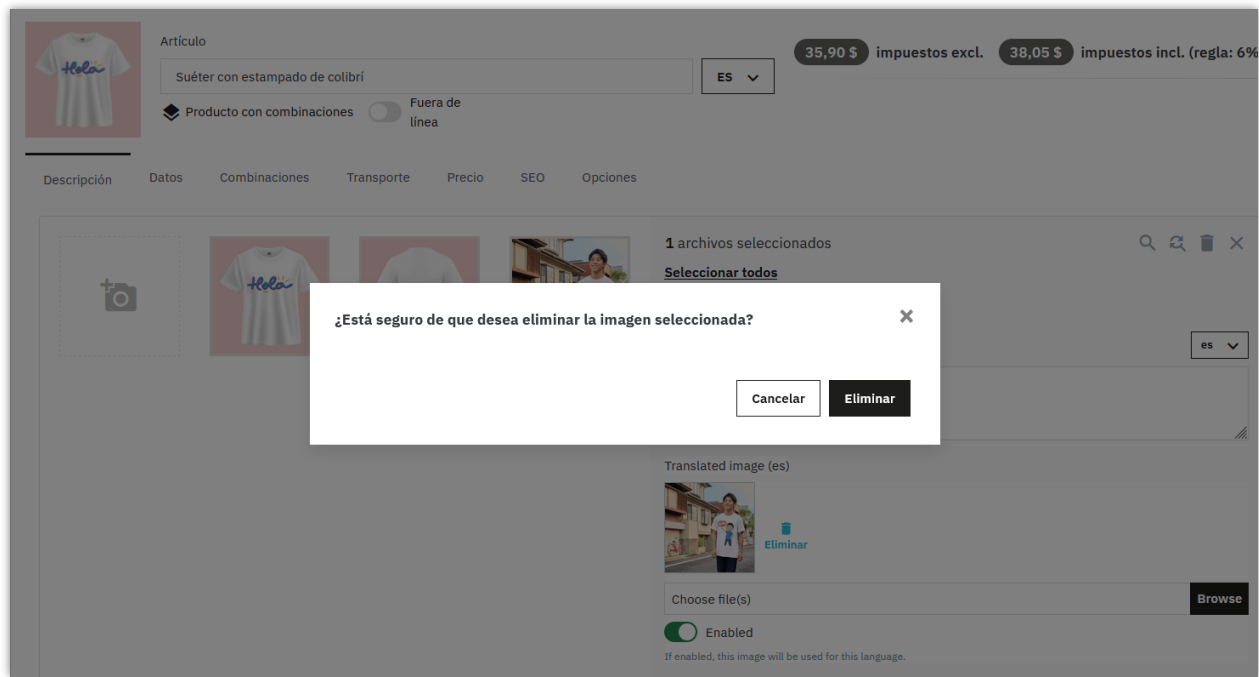 Artículo
35,90 $ impuestos excl. 38,05 $ impuestos incl. (regla: 6%
Hola
Suéter con estampado de colibrí
ES
Producto con combinaciones
Fuera de
línea
Descripción Datos Combinaciones Transporte Precio SEO Opciones
1 archivos seleccionados
Seleccionar todos
Hola
¿Está seguro de que desea eliminar la imagen seleccionada?
es
Cancelar Eliminar
Translated image (es)
Eliminar
Choose file(s) Browse
Enabled
If enabled, this image will be used for this language.